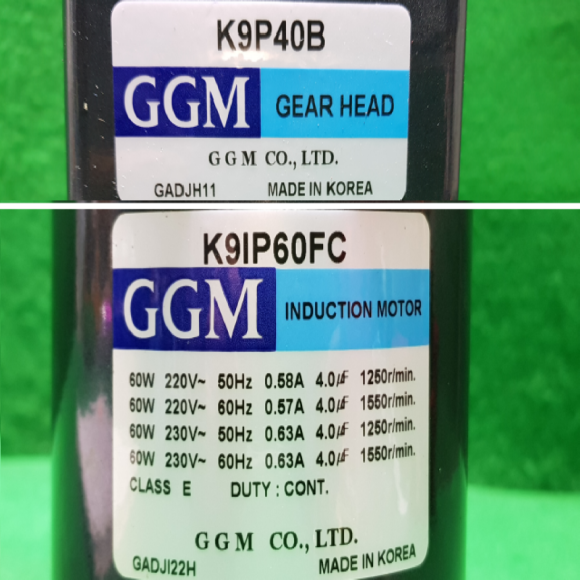 K9P40B
GGM GEAR HEAD
GGM CO., LTD.
GADJH11 MADE IN KOREA
K9IP60FC
GGM INDUCTION MOTOR
60W 220V~ 50Hz 0.58A 4.0㎌ 1250r/min.
60W 220V~ 60Hz 0.57A 4.0㎌ 1550r/min.
60W 230V~ 50Hz 0.63A 4.0㎌ 1250r/min.
60W 230V~ 60Hz 0.63A 4.0㎌ 1550r/min.
CLASS E DUTY : CONT.
GGM CO., LTD.
GADJI22H MADE IN KOREA